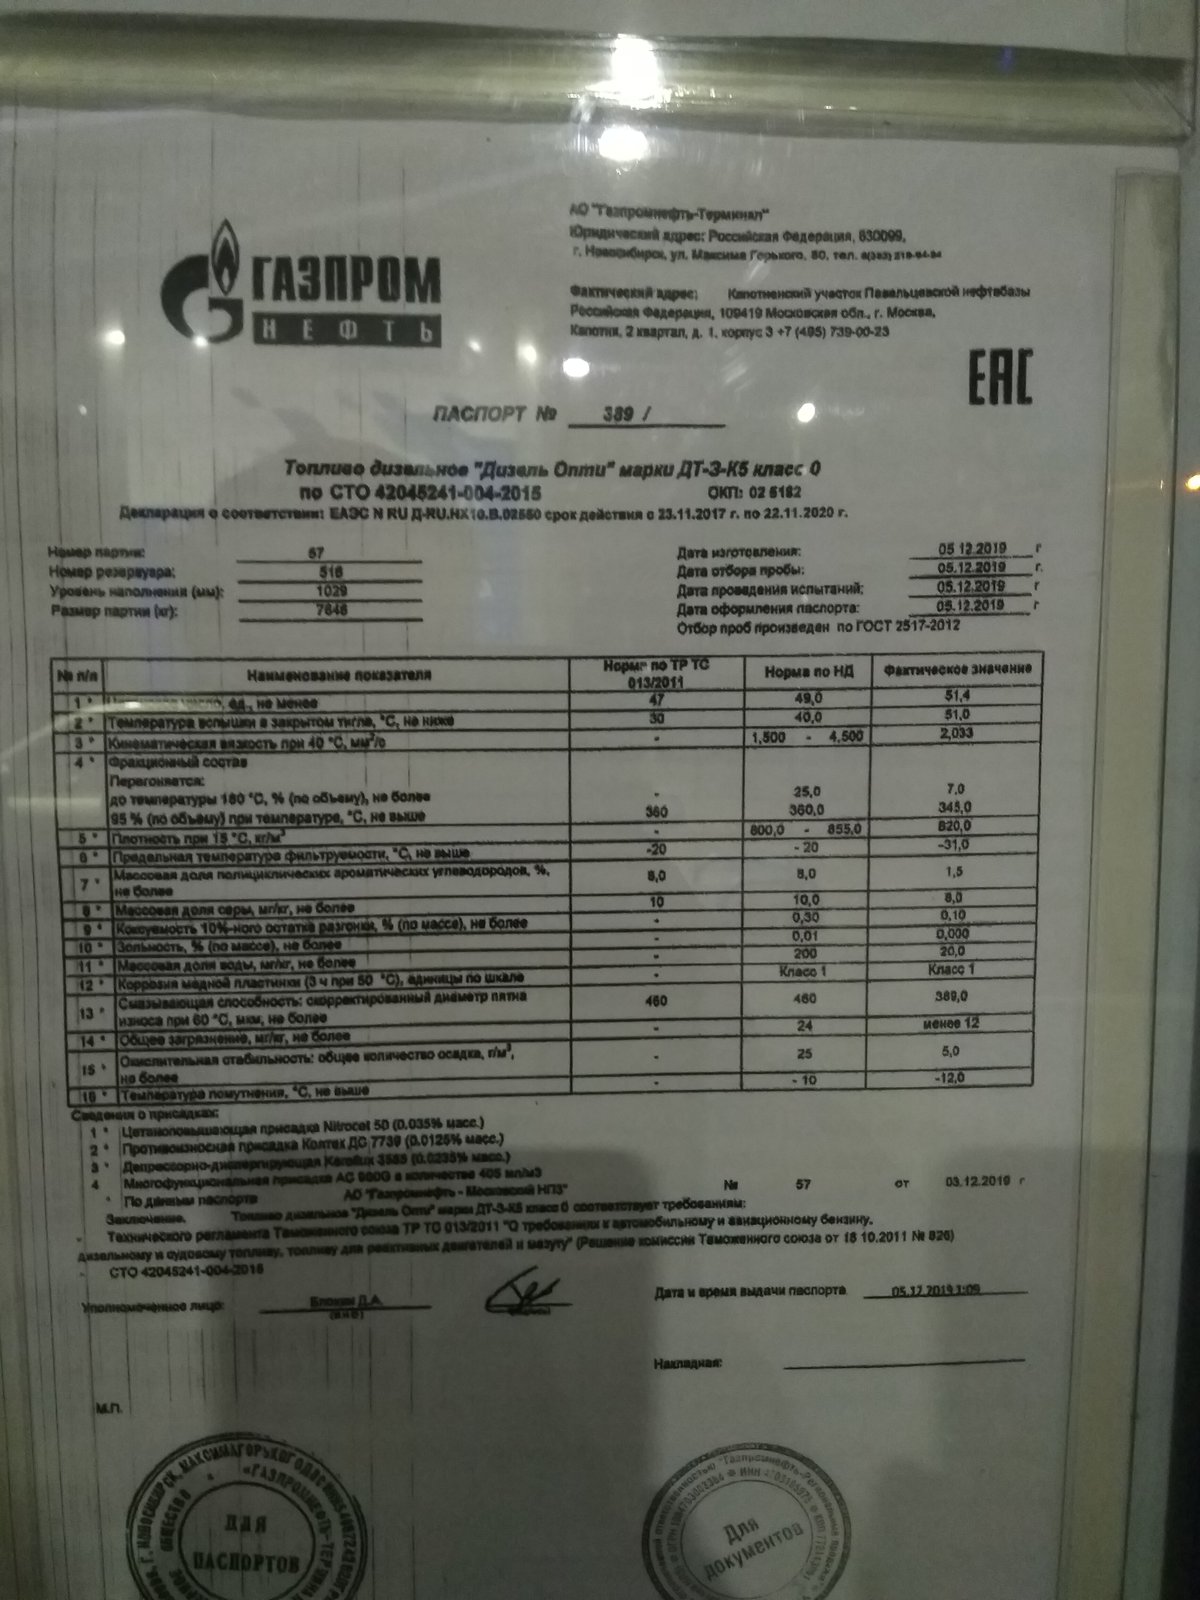 ГАЗПРОМ
НЕФТЬ
АО "Газпромнефть-Терминал"
Юридический адрес: Российская Федерация, 630099,
г. Новосибирск, ул. Максима Горького, 80, тел.
Фактический адрес: Капотненский участок Павельцевской нефтебазы
Российская Федерация, 109419 Московская обл., г. Москва,
Капотня, 2 квартал, д. 1, корпус 3 +7 (495) 739-00-23
EAC
ПАСПОРТ № 389 /
Топливо дизельное "Дизель Опти" марки ДТ-З-К5 класс 0
по СТО 42045241-004-2015 ОКП: 02 5182
Декларация о соответствии: ЕАЭС N RU Д-RU.НХ10.В.02550 срок действия с 23.11.2017 г. по 22.11.2020 г.
Номер партии: 57
Номер резервуара: 516
Уровень наполнения (мм): 1029
Размер партии (кг): 7646
Дата изготовления: 05 12.2019 г
Дата отбора пробы: 05.12.2019 г.
Дата проведения испытаний: 05.12.2019 г
Дата оформления паспорта: 05.12.2019 г
Отбор проб произведен по ГОСТ 2517-2012
№ п/п Наименование показателя Норма по ТР ТС 013/2011 Норма по НД Фактическое значение
1 * ед., не менее 47 49,0 51,4
2 * Температура вспышки в закрытом тигле, °С, не ниже 30 40,0 51,0
3 * Кинематическая вязкость при 40 °С, мм²/с - 1,500 - 4,500 2,033
4 * Фракционный состав
Перегоняется:
до температуры 180 °С, % (по объему), не более - 25,0 7,0
95 % (по объему) при температуре, °С, не выше 360 360,0 345,0
5 * Плотность при 15 °С, кг/м³ - 800,0 - 855,0 820,0
6 * Предельная температура фильтруемости, °С, не выше -20 - 20 -31,0
7 * Массовая доля полициклических ароматических углеводородов, %,
не более 8,0 8,0 1,5
8 * Массовая доля серы, мг/кг, не более 10 10,0 8,0
9 * Коксуемость 10%-ного остатка разгонки, % (по массе), не более - 0,30 0,10
10 * Зольность, % (по массе), не более - 0,01 0,000
11 * Массовая доля воды, мг/кг, не более - 200 20,0
12 * Коррозия медной пластинки (3 ч при 50 °С), единицы по шкале - Класс 1 Класс 1
13 * Смазывающая способность: скорректированный диаметр пятна
износа при 60 °С, мкм, не более 460 460 389,0
14 * Общее загрязнение, мг/кг, не более - 24 менее 12
15 * Окислительная стабильность: общее количество осадка, г/м³,
не более - 25 5,0
16 * Температура помутнения, °С, не выше - - 10 -12,0
Сведения о присадках:
1 * Цетаноповышающая присадка Nitrocet 50 (0.035% масс.)
2 * Противоизносная присадка Колтек ДС 7739 (0.0125% масс.)
3 * Депрессорно-диспергирующая Keroflux 3583 (0.0235% масс.)
4 Многофункциональная присадка в количестве 405 мл/м3
* По данным паспорта АО "Газпромнефть - Московский НПЗ" № 57 от 03.12.2019 г
Заключение. Топливо дизельное "Дизель Опти" марки ДТ-З-К5 класс 0 соответствует требованиям:
- Технического регламента Таможенного союза ТР ТС 013/2011 "О требованиях к автомобильному и авиационному бензину,
дизельному и судовому топливу, топливу для реактивных двигателей и мазуту" (Решение комиссии Таможенного союза от 18 10.2011 № 826)
- СТО 42045241-004-2015
Уполномоченное лицо: Блохин Д.А.
(Ф.И.О)
Дата и время выдачи паспорта 05.12.2019 1:09
Накладная:
М.П.
Г. НОВОСИБИРСК, МАКСИМА ГОРЬКОГО
«ГАЗПРОМНЕФТЬ-ТЕРМИНАЛ
ДЛЯ
ПАСПОРТОВ
"Газпромнефть-Региональные продажи"
Для
документов